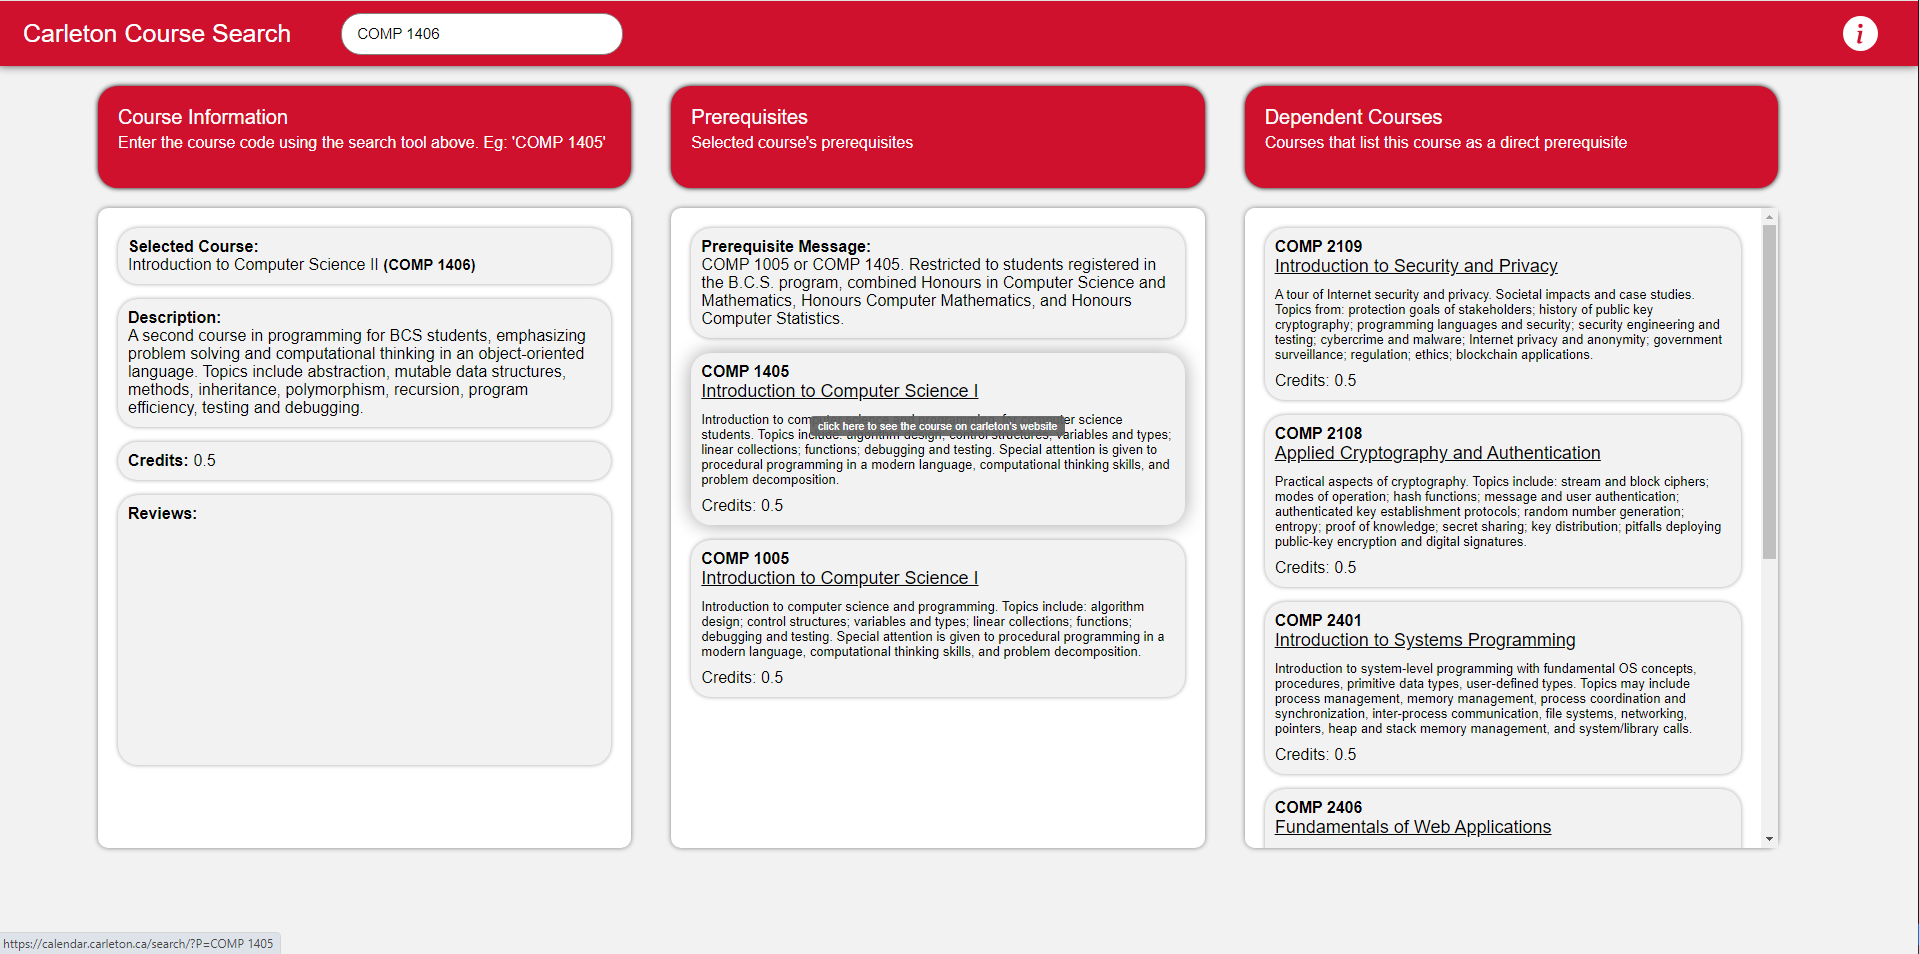 Carleton Course Search
COMP 1406
i
Course Information
Enter the course code using the search tool above. Eg: 'COMP 1405'
Prerequisites
Selected course's prerequisites
Dependent Courses
Courses that list this course as a direct prerequisite
Selected Course:
Introduction to Computer Science II (COMP 1406)
Description:
A second course in programming for BCS students, emphasizing
problem solving and computational thinking in an object-oriented
language. Topics include abstraction, mutable data structures,
methods, inheritance, polymorphism, recursion, program
efficiency, testing and debugging.
Credits: 0.5
Reviews:
Prerequisite Message:
COMP 1005 or COMP 1405. Restricted to students registered in
the B.C.S. program, combined Honours in Computer Science and
Mathematics, Honours Computer Mathematics, and Honours
Computer Statistics.
COMP 1405
Introduction to Computer Science I
Introduction to computer science and programming for computer science
click here to see the course on carleton's website
students. Topics include: algorithm design; control structures; variables and types;
linear collections; functions; debugging and testing. Special attention is given to
procedural programming in a modern language, computational thinking skills, and
problem decomposition.
Credits: 0.5
COMP 1005
Introduction to Computer Science I
Introduction to computer science and programming. Topics include: algorithm
design; control structures; variables and types; linear collections; functions;
debugging and testing. Special attention is given to procedural programming in a
modern language, computational thinking skills, and problem decomposition.
Credits: 0.5
COMP 2109
Introduction to Security and Privacy
A tour of Internet security and privacy. Societal impacts and case studies.
Topics from: protection goals of stakeholders; history of public key
cryptography; programming languages and security; security engineering and
testing; cybercrime and malware; Internet privacy and anonymity; government
surveillance; regulation; ethics; blockchain applications.
Credits: 0.5
COMP 2108
Applied Cryptography and Authentication
Practical aspects of cryptography. Topics include: stream and block ciphers;
modes of operation; hash functions; message and user authentication;
authenticated key establishment protocols; random number generation;
entropy; proof of knowledge; secret sharing; key distribution; pitfalls deploying
public-key encryption and digital signatures.
Credits: 0.5
COMP 2401
Introduction to Systems Programming
Introduction to system-level programming with fundamental OS concepts,
procedures, primitive data types, user-defined types. Topics may include
process management, memory management, process coordination and
synchronization, inter-process communication, file systems, networking,
pointers, heap and stack memory management, and system/library calls.
Credits: 0.5
COMP 2406
Fundamentals of Web Applications
https://calendar.carleton.ca/search/?P=COMP 1405